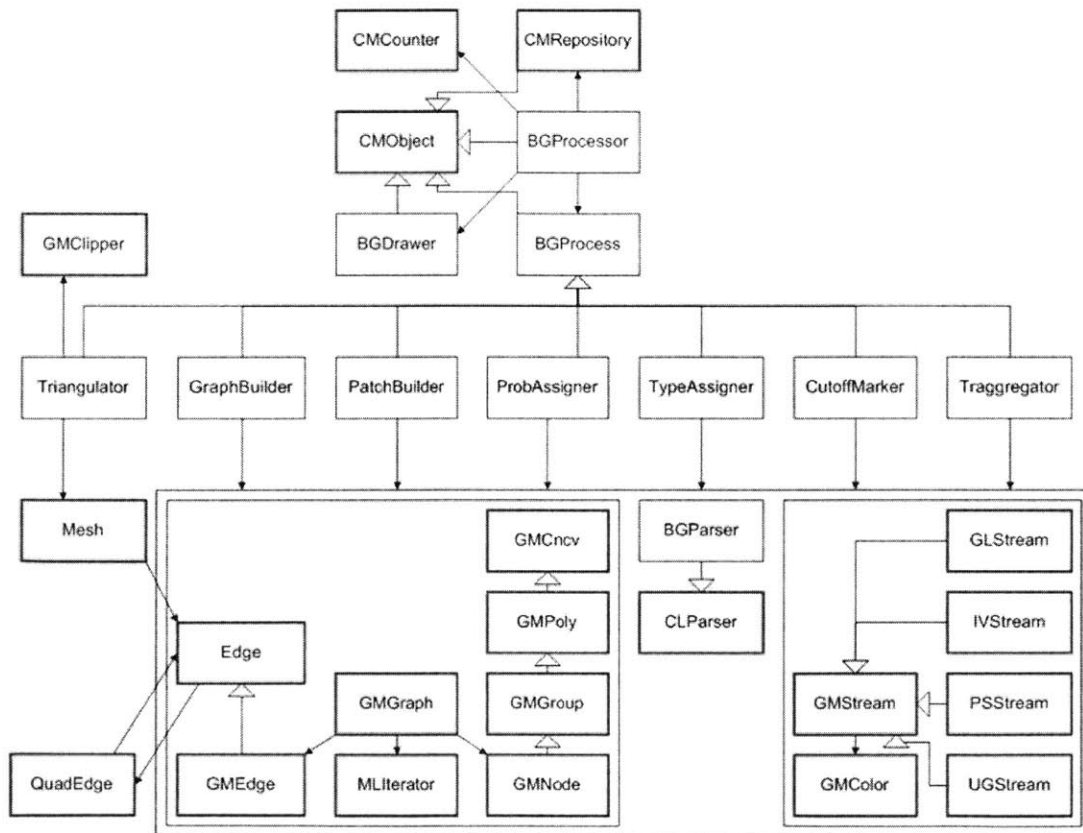 CMCounter
CMRepository
CMObject
BGProcessor
GMClipper
BGDrawer
BGProcess
Triangulator
GraphBuilder
PatchBuilder
ProbAssigner
TypeAssigner
CutoffMarker
Traggregator
Mesh
GMCncv
BGParser
GLStream
Edge
GMPoly
CLParser
IVStream
GMGraph
GMGroup
GMStream
PSStream
QuadEdge
GMEdge
MLIterator
GMNode
GMColor
UGStream